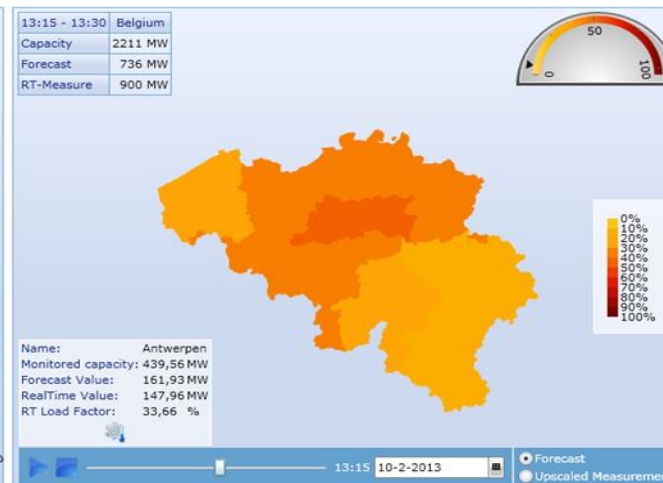 13:15 - 13:30 Belgium
Capacity 2211 MW
Forecast 736 MW
RT-Measure 900 MW
0 50 100
0%
10%
20%
30%
40%
50%
60%
70%
80%
90%
100%
Name: Antwerpen
Monitored capacity: 439,56 MW
Forecast Value: 161,93 MW
RealTime Value: 147,96 MW
RT Load Factor: 33,66 %
13:15 10-2-2013
Forecast
Upscaled Measuremen